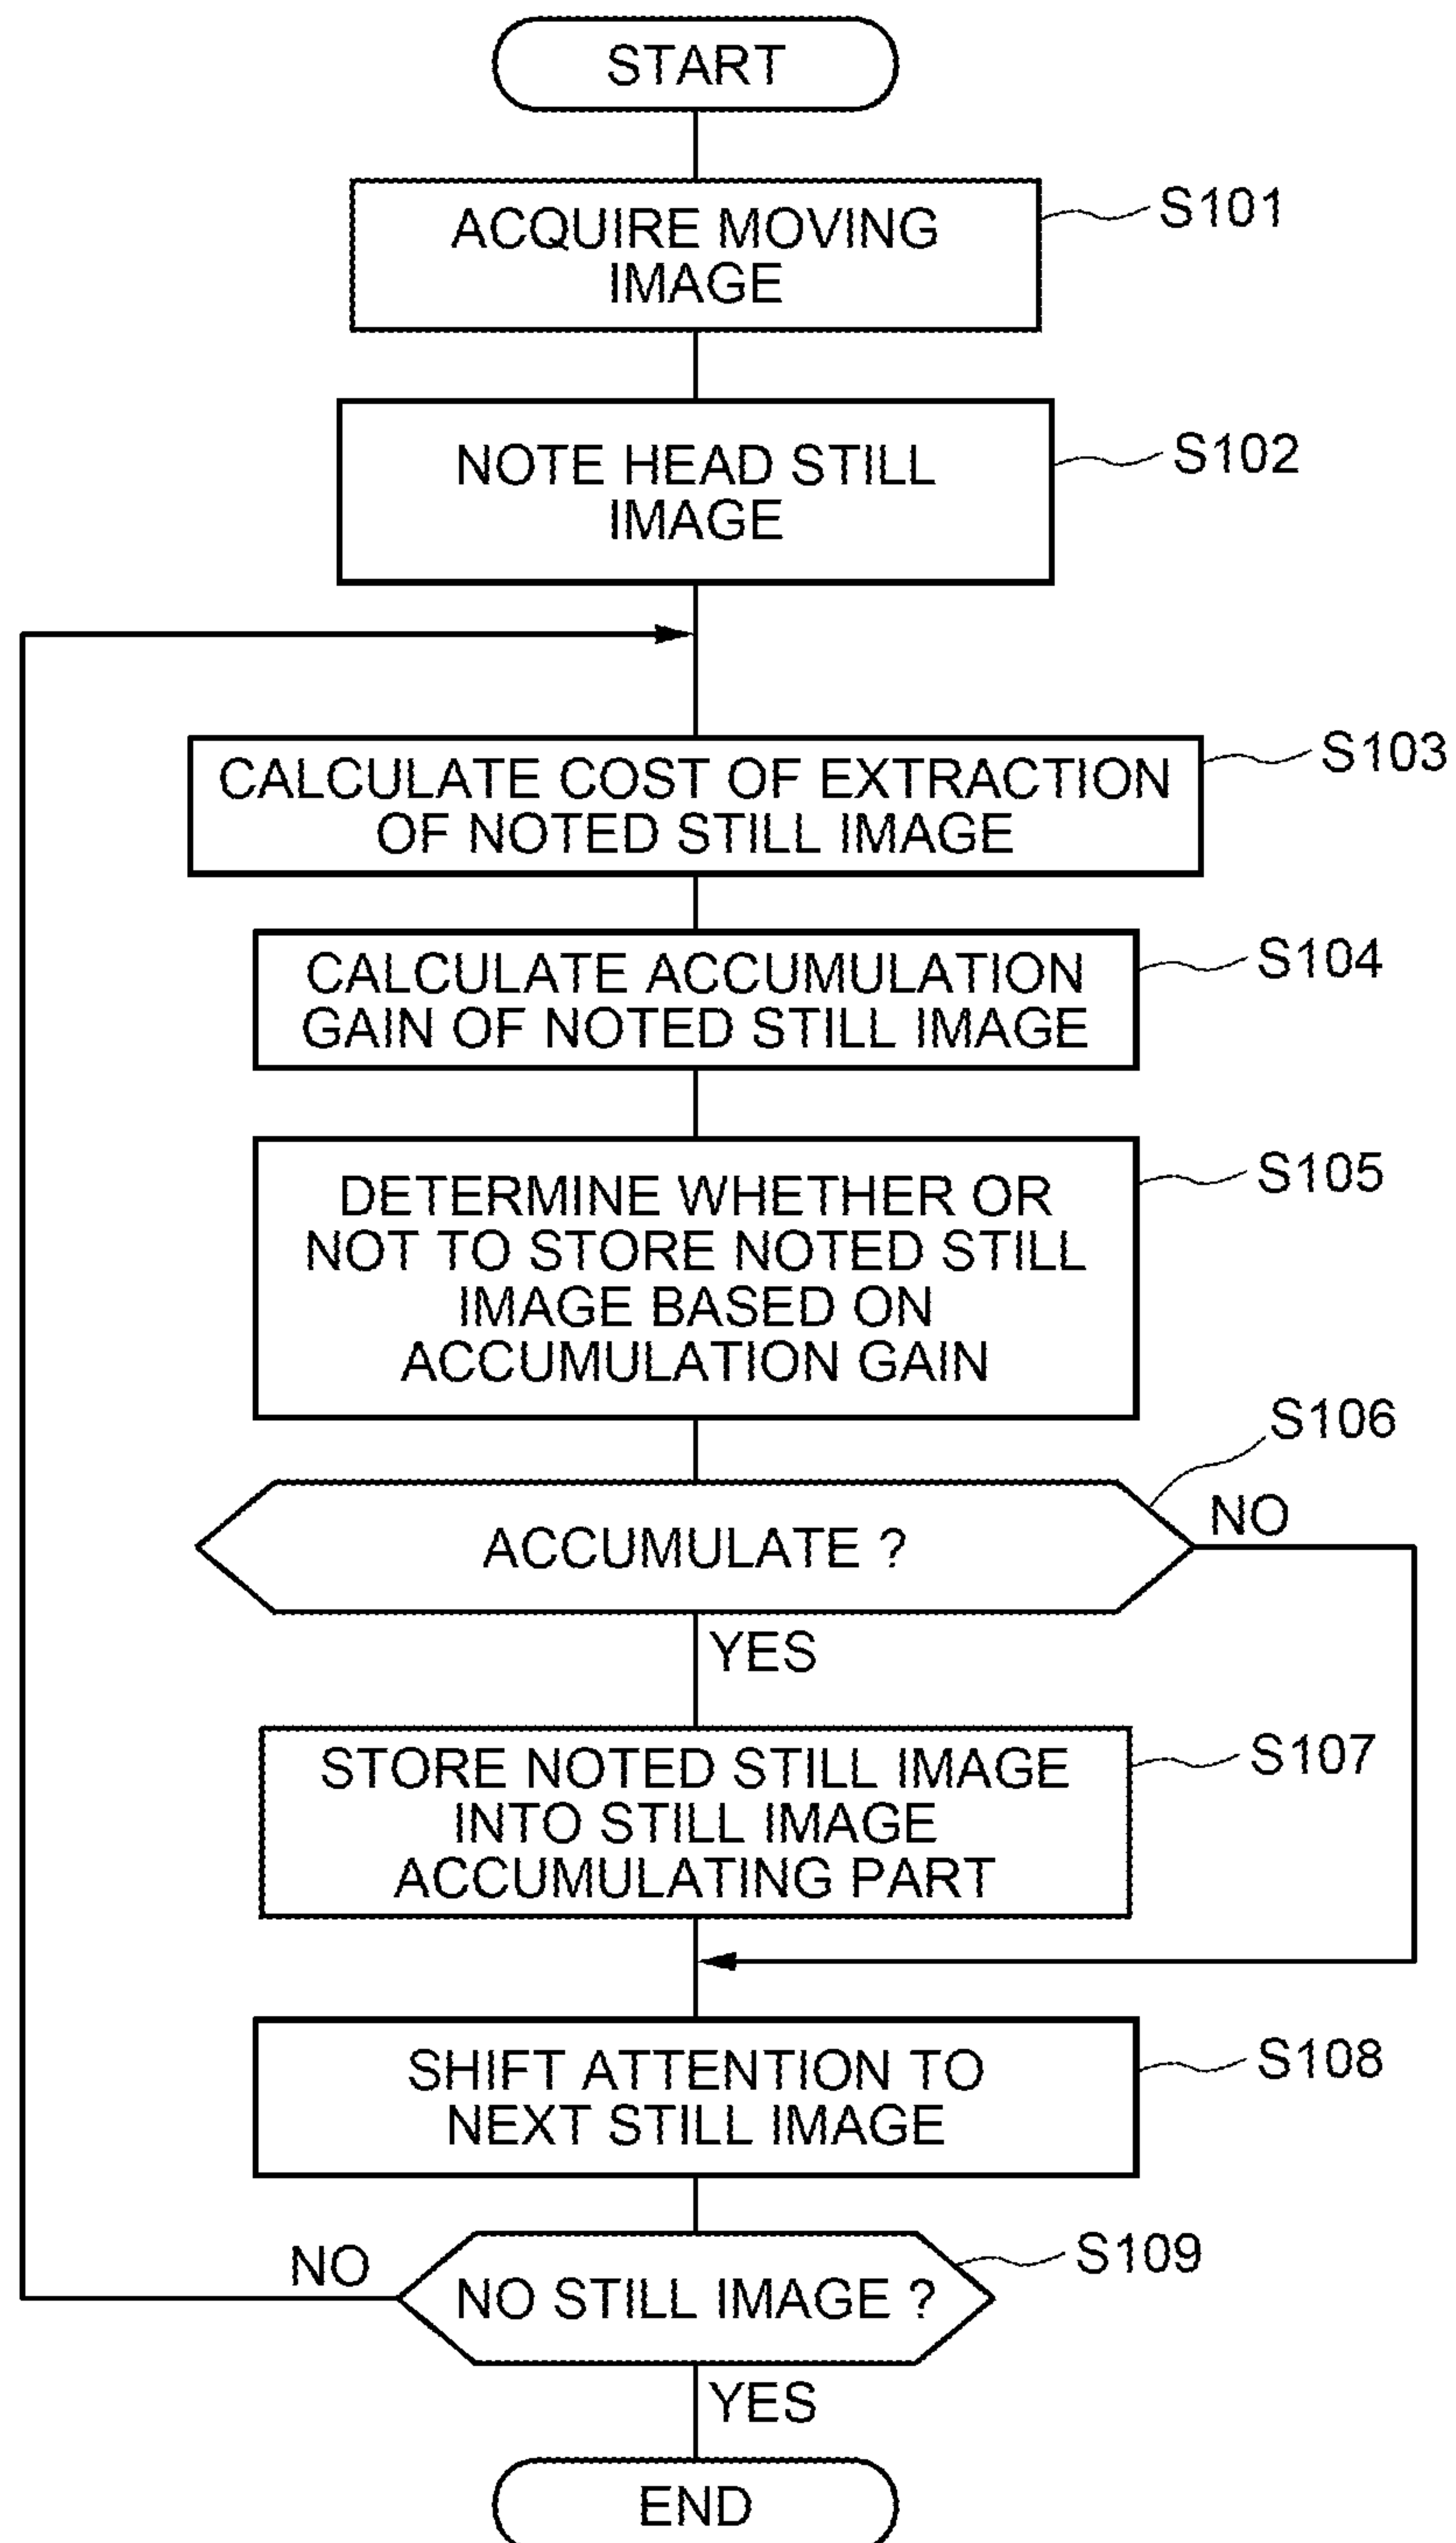 START
ACQUIRE MOVING
IMAGE
S101
NOTE HEAD STILL
IMAGE
S102
CALCULATE COST OF EXTRACTION
OF NOTED STILL IMAGE
S103
CALCULATE ACCUMULATION
GAIN OF NOTED STILL IMAGE
S104
DETERMINE WHETHER OR
NOT TO STORE NOTED STILL
IMAGE BASED ON
ACCUMULATION GAIN
S105
S106
ACCUMULATE ?
NO
YES
STORE NOTED STILL IMAGE
INTO STILL IMAGE
ACCUMULATING PART
S107
SHIFT ATTENTION TO
NEXT STILL IMAGE
S108
NO
NO STILL IMAGE ?
S109
YES
END